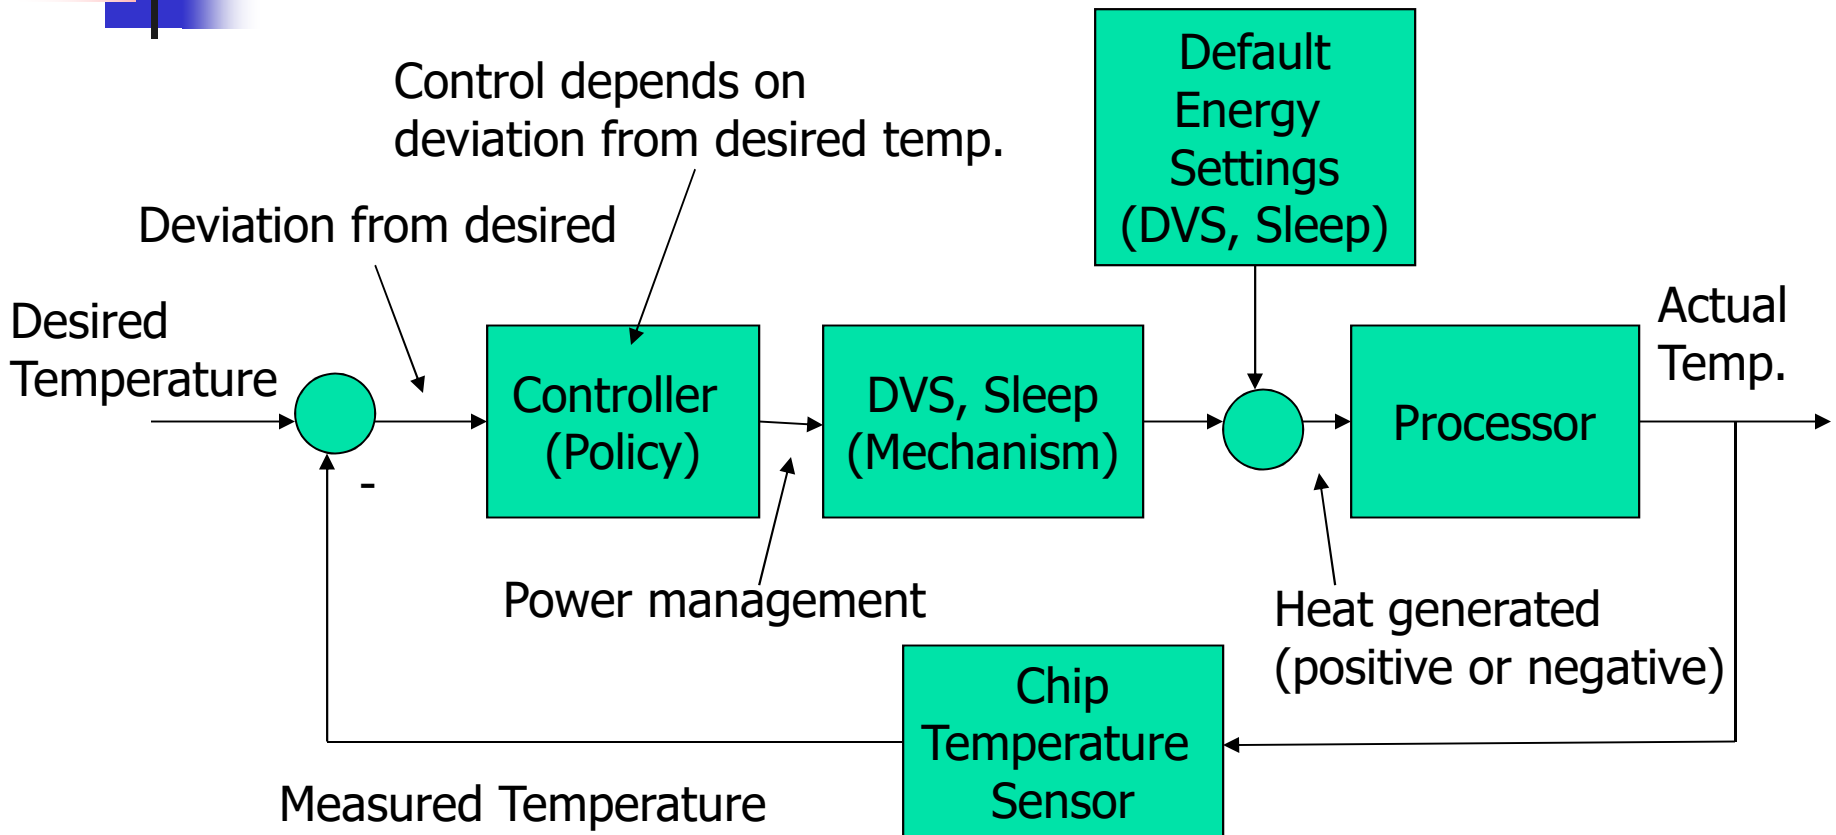 Default
Energy
Settings
(DVS, Sleep)
Control depends on
deviation from desired temp.
Deviation from desired
Desired
Temperature
Actual
Temp.
Controller
(Policy)
DVS, Sleep
(Mechanism)
Processor
-
Power management
Heat generated
(positive or negative)
Chip
Temperature
Sensor
Measured Temperature